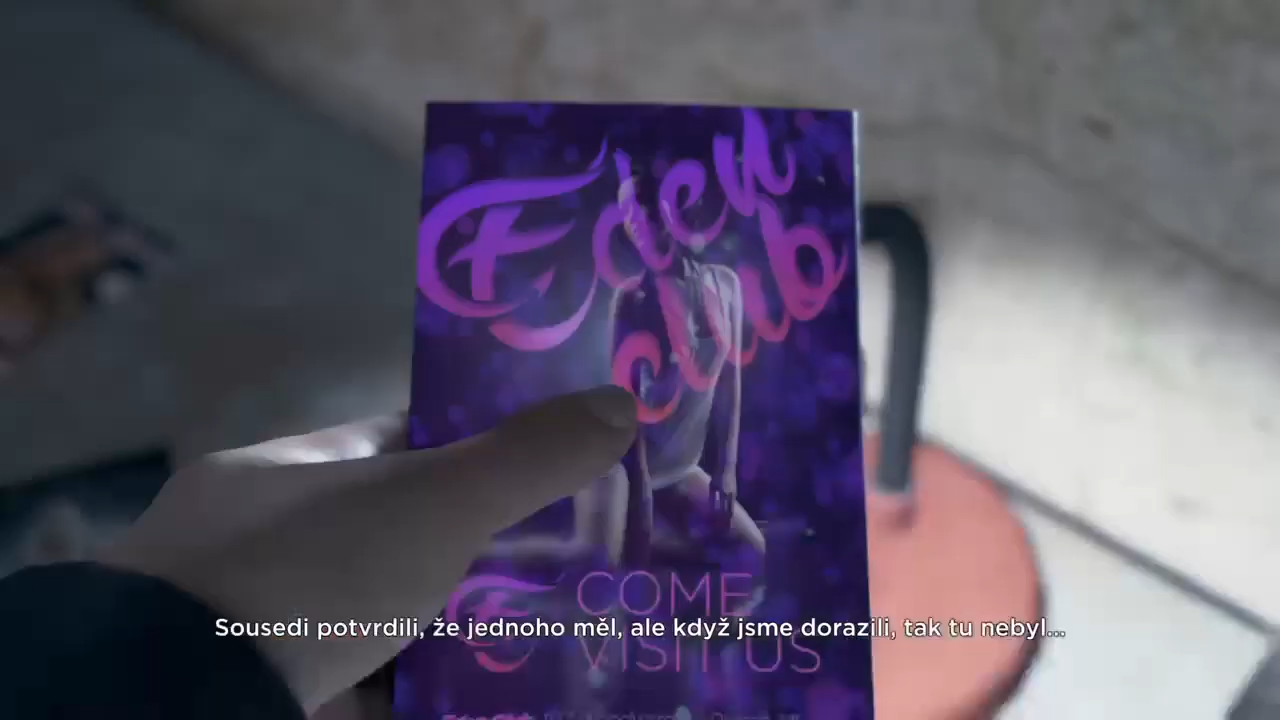 Eden
club
COME
Sousedi potvrdili, že jednoho měl, ale když jsme dorazili, tak tu nebyl...
VISIT US